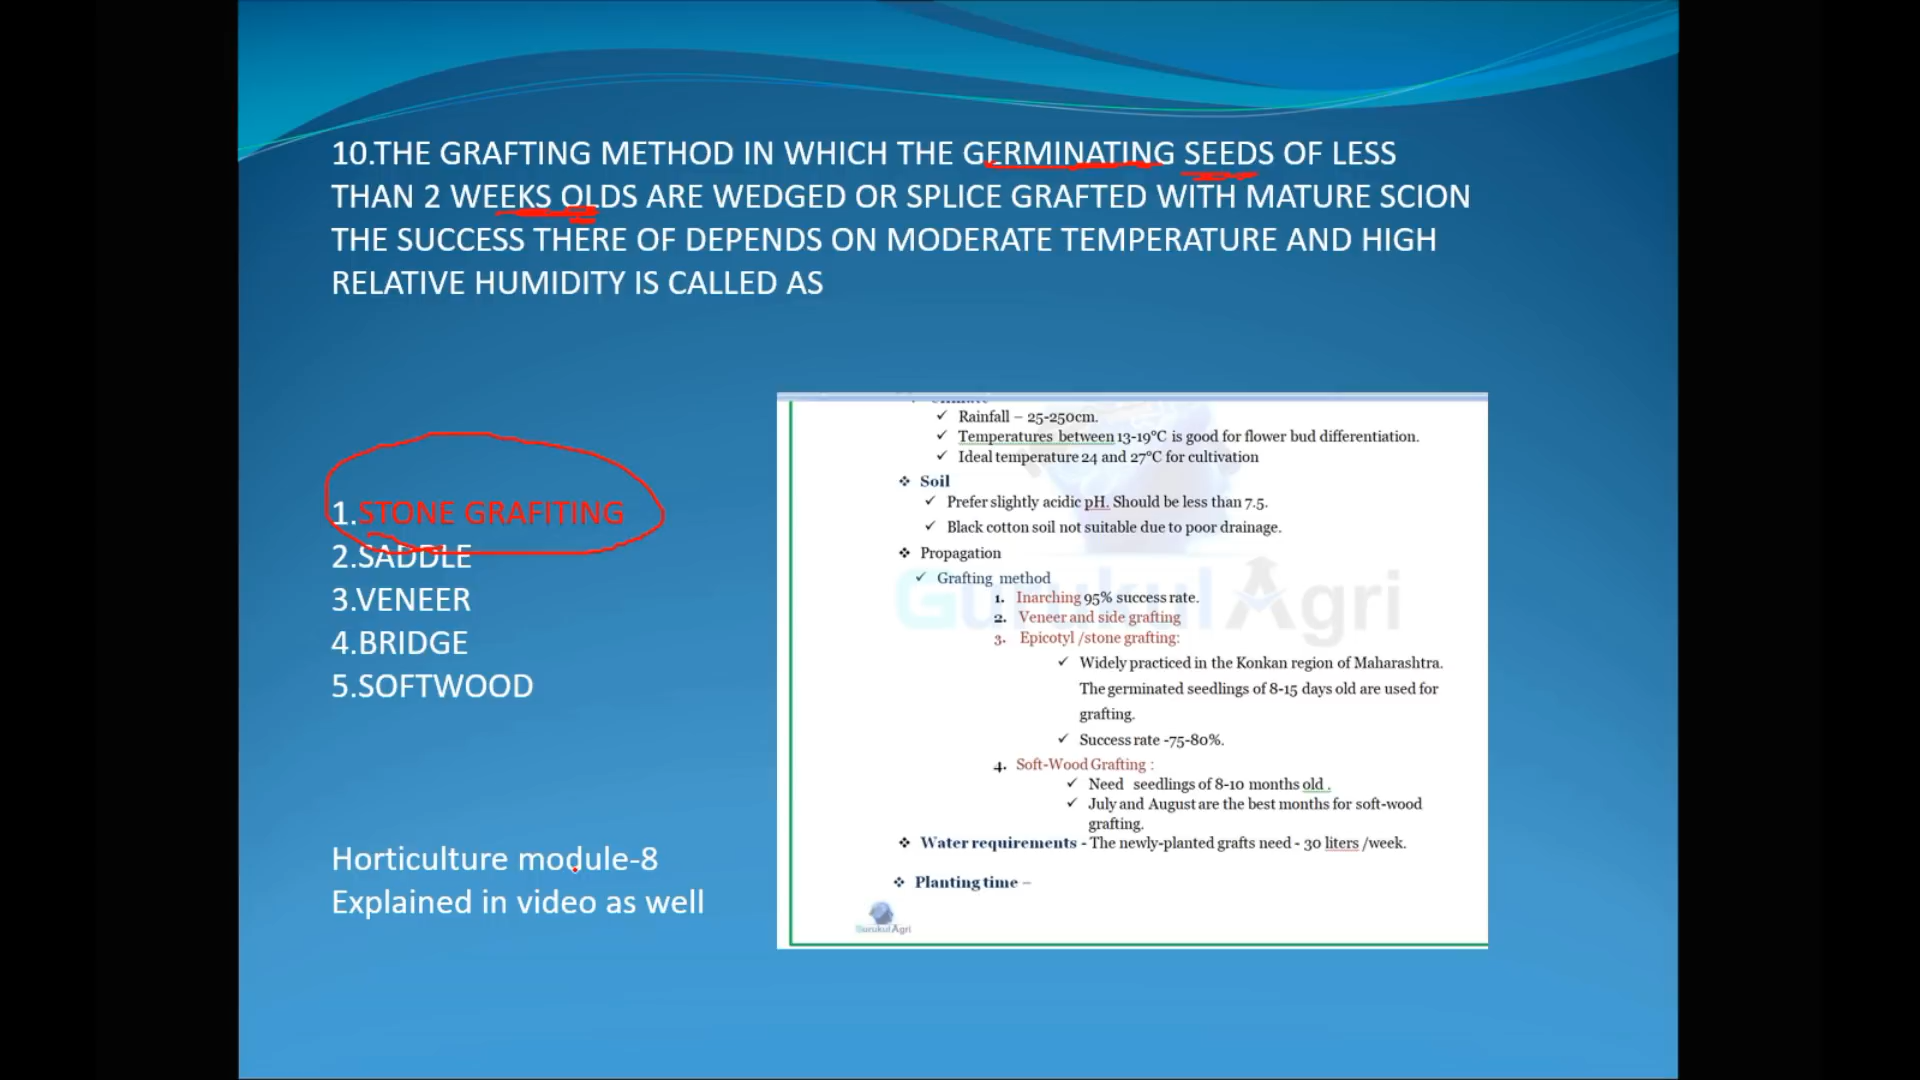 10.THE GRAFTING METHOD IN WHICH THE GERMINATING SEEDS OF LESS
THAN 2 WEEKS OLDS ARE WEDGED OR SPLICE GRAFTED WITH MATURE SCION
THE SUCCESS THERE OF DEPENDS ON MODERATE TEMPERATURE AND HIGH
RELATIVE HUMIDITY IS CALLED AS
1.STONE GRAFITING
2.SADDLE
3.VENEER
4.BRIDGE
5.SOFTWOOD
Horticulture module-8
Explained in video as well
Rainfall – 25-250cm.
Temperatures between 13-19°C is good for flower bud differentiation.
Ideal temperature 24 and 27°C for cultivation
Soil
Prefer slightly acidic pH. Should be less than 7.5.
Black cotton soil not suitable due to poor drainage.
Propagation
Grafting method
1. Inarching 95% success rate.
2. Veneer and side grafting
3. Epicotyl /stone grafting:
Widely practiced in the Konkan region of Maharashtra.
The germinated seedlings of 8-15 days old are used for
grafting.
Success rate -75-80%.
4. Soft-Wood Grafting :
Need seedlings of 8-10 months old .
July and August are the best months for soft-wood
grafting.
Water requirements - The newly-planted grafts need - 30 liters /week.
Planting time –
Gurukul Agri
GurukulAgri